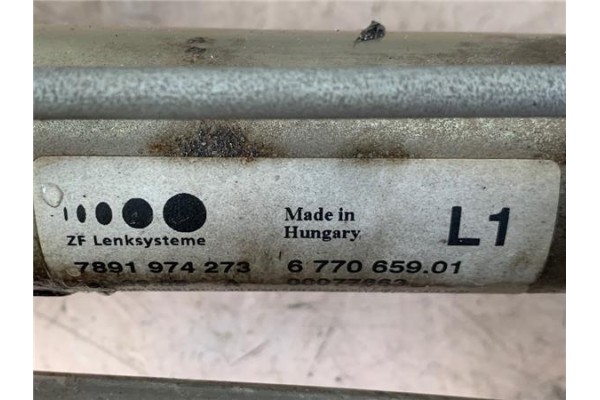 Made in L1
Hungary
ZF Lenksysteme
7891 974 273 6 770 659.01